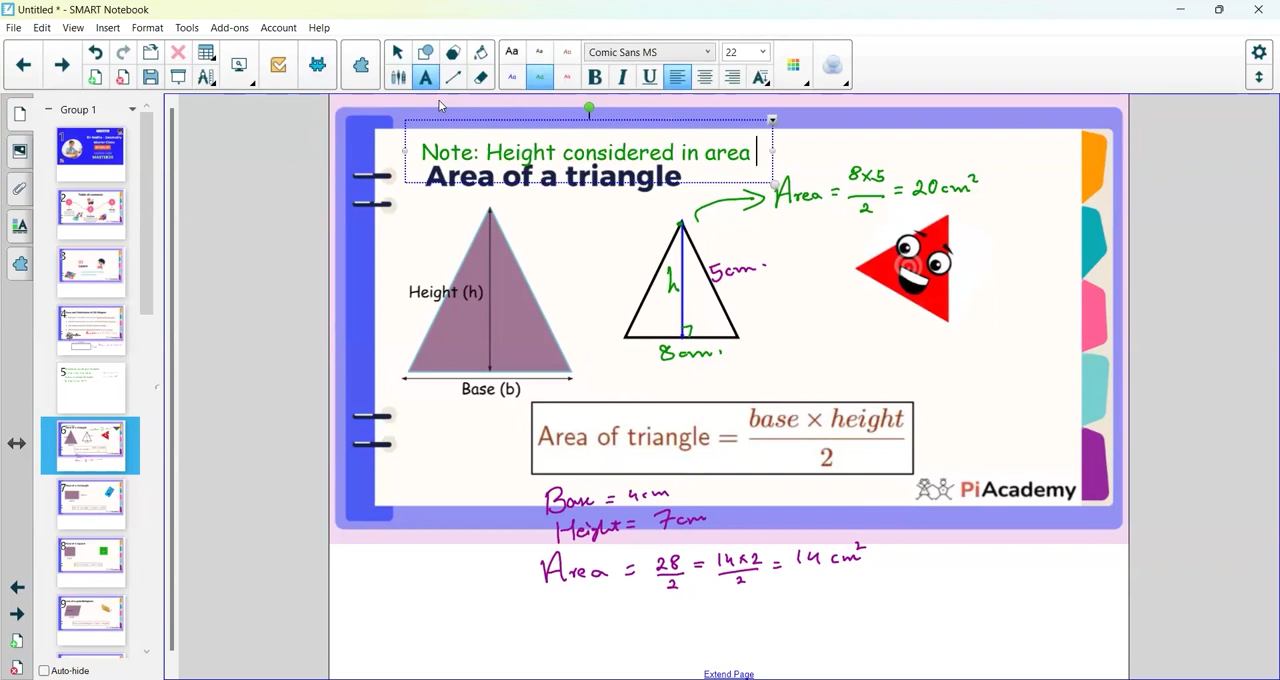 Untitled * - SMART Notebook
File Edit View Insert Format Tools Add-ons Account Help
Comic Sans MS 22
Group 1
Note: Height considered in area
Area of a triangle
Area = 8×5/2 = 20cm²
Height (h)
h
5cm.
8cm.
Base (b)
Area of triangle = base × height / 2
PiAcademy
Base = 4cm
Height = 7cm
Area = 28/2 = 14×2/2 = 14 cm²
Auto-hide
Extend Page